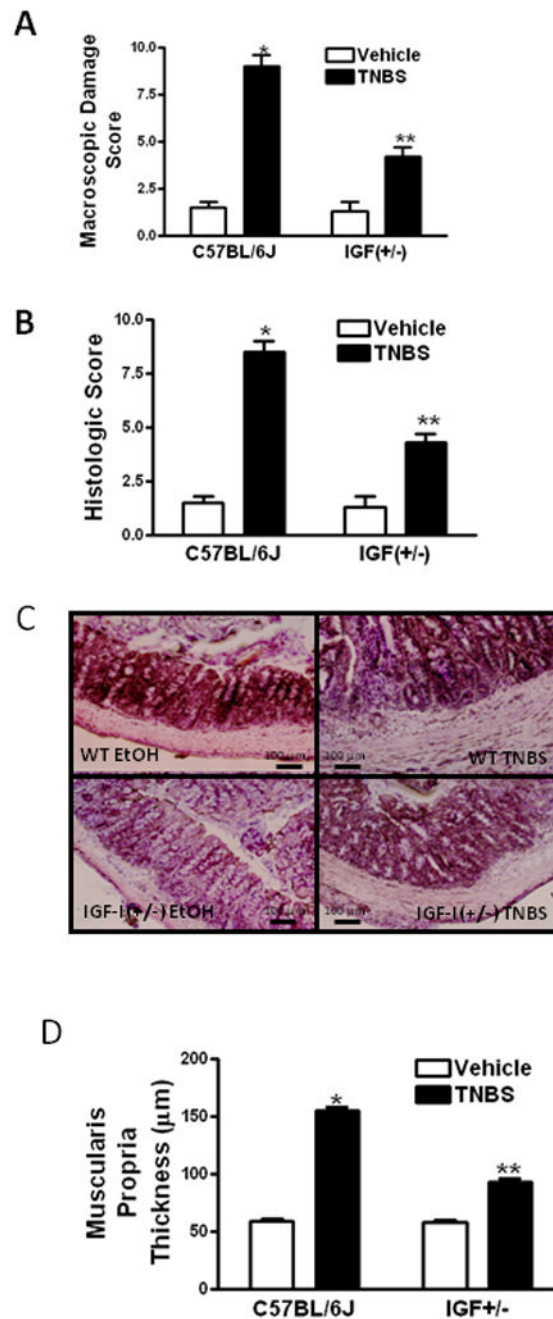 A
Macroscopic Damage
Score
10.0
7.5
5.0
2.5
0.0
*
**
Vehicle
TNBS
C57BL/6J
IGF(+/-)
B
Histologic Score
10.0
7.5
5.0
2.5
0.0
*
**
Vehicle
TNBS
C57BL/6J
IGF(+/-)
C
WT EtOH
100 µm
WT TNBS
100 µm
IGF-I(+/-) EtOH
100 µm
100 µm
IGF-I(+/-) TNBS
D
Muscularis
Propria
Thickness (µm)
200
150
100
50
0
*
**
Vehicle
TNBS
C57BL/6J
IGF+/-